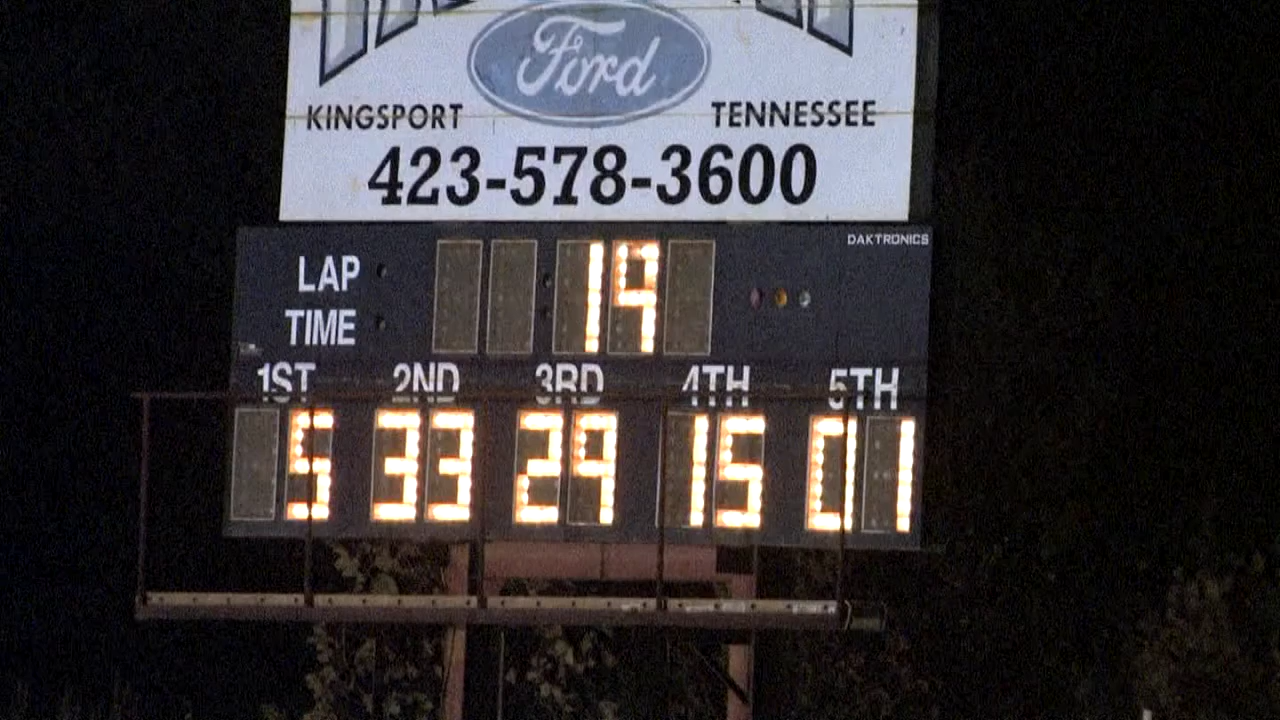 Ford
KINGSPORT TENNESSEE
423-578-3600
DAKTRONICS
LAP 19
TIME
1ST 2ND 3RD 4TH 5TH
5 33 29 15 01